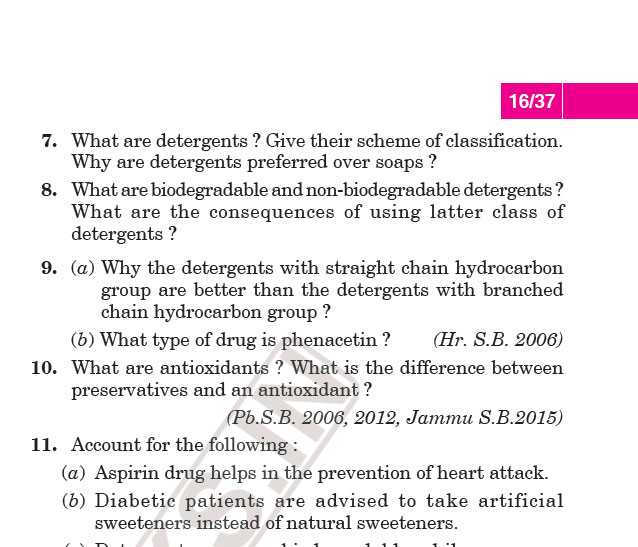 16/37
7. What are detergents ? Give their scheme of classification.
Why are detergents preferred over soaps ?
8. What are biodegradable and non-biodegradable detergents ?
What are the consequences of using latter class of
detergents ?
9. (a) Why the detergents with straight chain hydrocarbon
group are better than the detergents with branched
chain hydrocarbon group ?
(b) What type of drug is phenacetin ? (Hr. S.B. 2006)
10. What are antioxidants ? What is the difference between
preservatives and an antioxidant ?
(Pb.S.B. 2006, 2012, Jammu S.B.2015)
11. Account for the following :
(a) Aspirin drug helps in the prevention of heart attack.
(b) Diabetic patients are advised to take artificial
sweeteners instead of natural sweeteners.